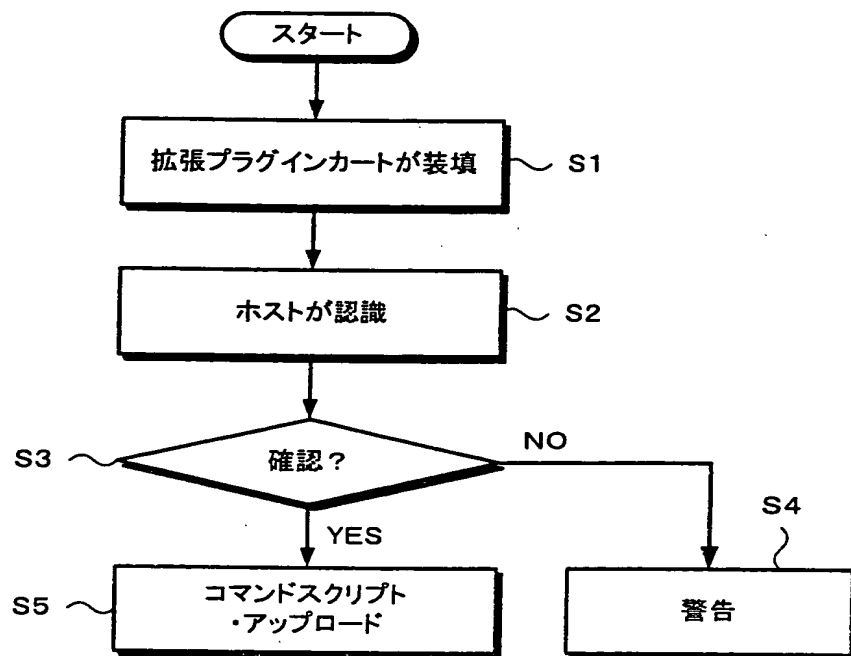 スタート
拡張プラグインカートが装填
S1
ホストが認識
S2
S3
確認？
NO
YES
S4
S5
コマンドスクリプト
・アップロード
警告